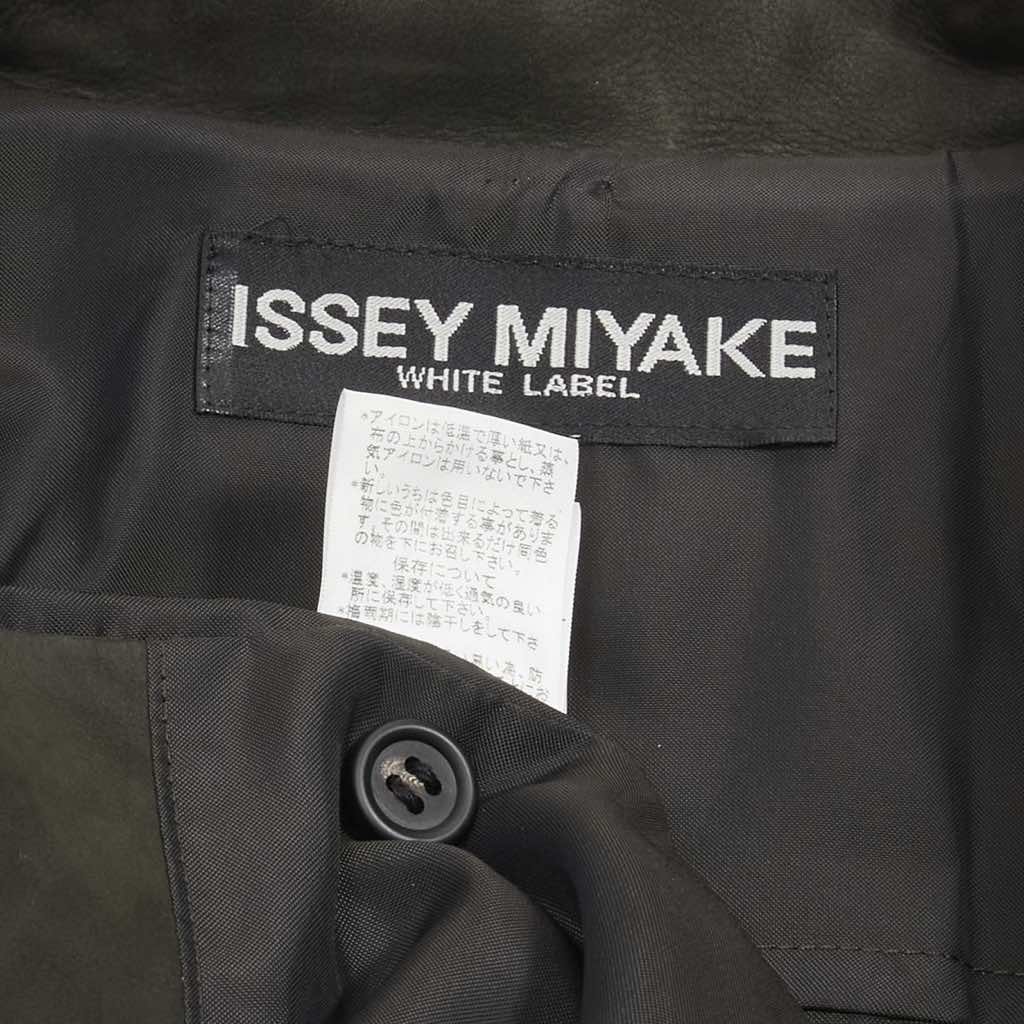 ISSEY MIYAKE
WHITE LABEL
*アイロンは低温で厚い紙又は、
布の上からかける事とし、蒸
気アイロンは用いないで下さ
い。
*新しいうちは色目によって着る
物に色が付着する事がありま
す。その間は出来るだけ同色
の物を下にお召し下さい。
保存について
*温度、湿度が低く通気の良い
所に保存して下さい。
には陰干しをして下さ
い